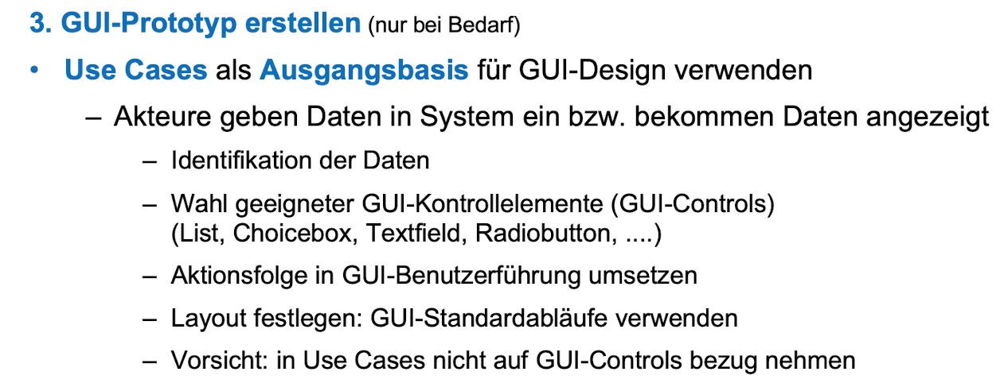 3. GUI-Prototyp erstellen (nur bei Bedarf)
• Use Cases als Ausgangsbasis für GUI-Design verwenden
– Akteure geben Daten in System ein bzw. bekommen Daten angezeigt
– Identifikation der Daten
– Wahl geeigneter GUI-Kontrollelemente (GUI-Controls)
(List, Choicebox, Textfield, Radiobutton, ....)
– Aktionsfolge in GUI-Benutzerführung umsetzen
– Layout festlegen: GUI-Standardabläufe verwenden
– Vorsicht: in Use Cases nicht auf GUI-Controls bezug nehmen